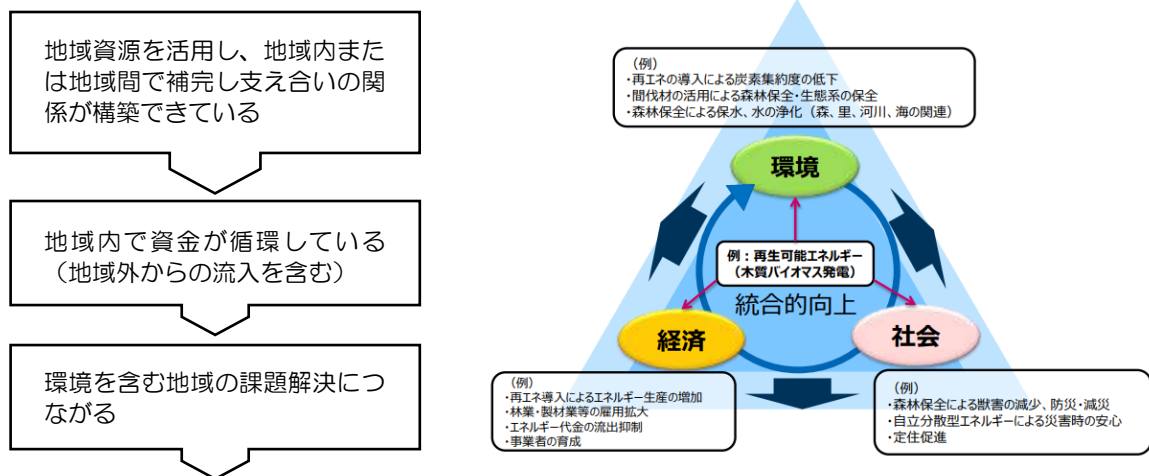 地域資源を活用し、地域内また
は地域間で補完し支え合いの関
係が構築できている
地域内で資金が循環している
（地域外からの流入を含む）
環境を含む地域の課題解決につ
ながる
（例）
・再エネの導入による炭素集約度の低下
・間伐材の活用による森林保全・生態系の保全
・森林保全による保水、水の浄化（森、里、河川、海の関連）
環境
例：再生可能エネルギー
（木質バイオマス発電）
統合的向上
経済
社会
（例）
・再エネ導入によるエネルギー生産の増加
・林業・製材業等の雇用拡大
・エネルギー代金の流出抑制
・事業者の育成
（例）
・森林保全による獣害の減少、防災・減災
・自立分散型エネルギーによる災害時の安心
・定住促進